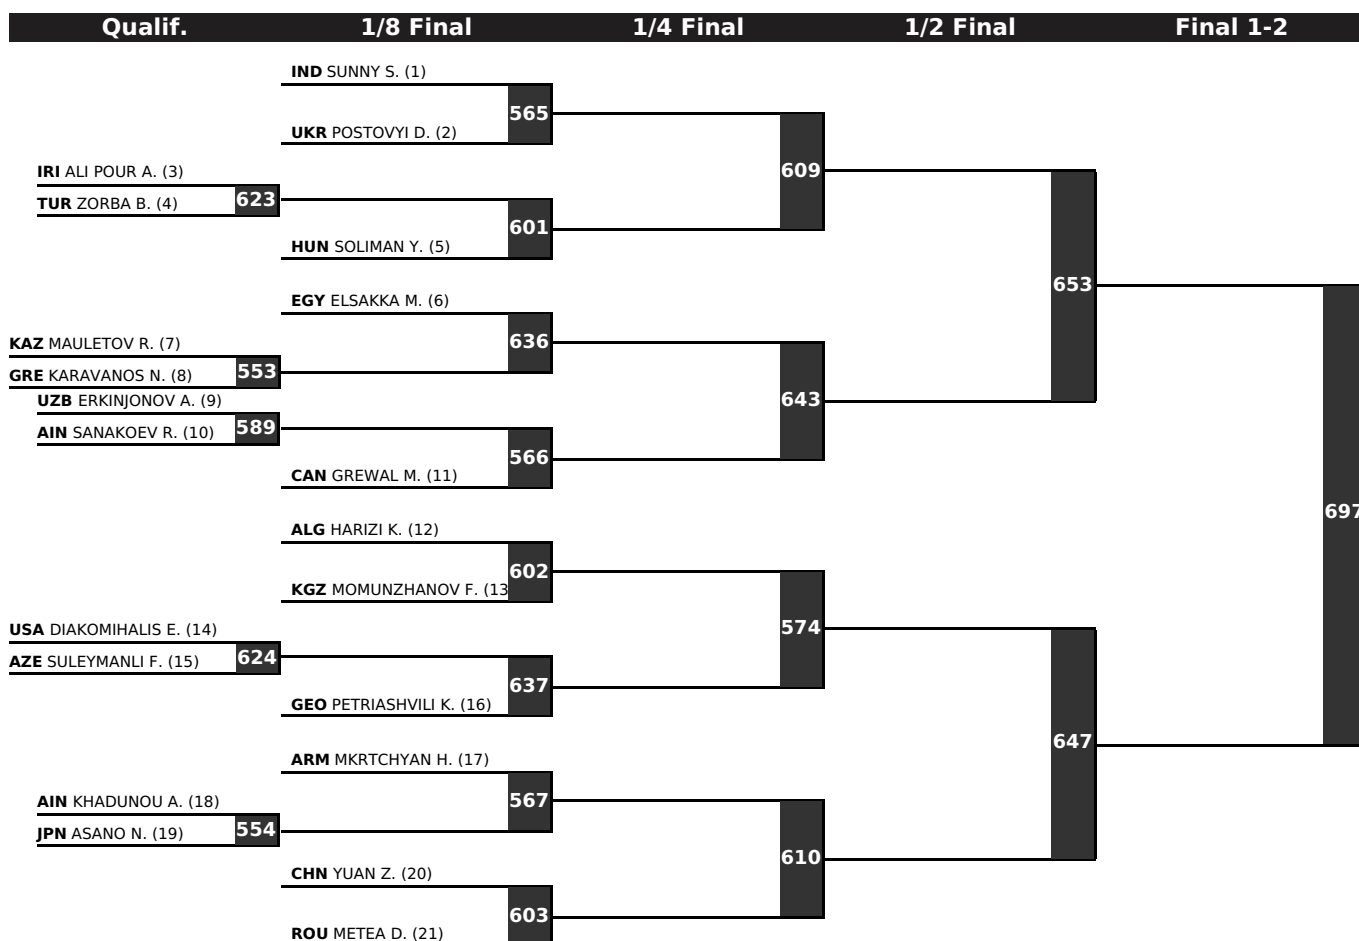 Qualif. 1/8 Final 1/4 Final 1/2 Final Final 1-2
IND SUNNY S. (1)
565
UKR POSTOVYI D. (2)
609
IRI ALI POUR A. (3)
TUR ZORBA B. (4) 623
601
HUN SOLIMAN Y. (5)
653
EGY ELSAKKA M. (6)
636
KAZ MAULETOV R. (7)
GRE KARAVANOS N. (8) 553
643
UZB ERKINJONOV A. (9)
AIN SANAKOEV R. (10) 589
566
CAN GREWAL M. (11)
697
ALG HARIZI K. (12)
602
KGZ MOMUNZHANOV F. (13
574
USA DIAKOMIHALIS E. (14)
AZE SULEYMANLI F. (15) 624
637
GEO PETRIASHVILI K. (16)
647
ARM MKRTCHYAN H. (17)
567
AIN KHADUNOU A. (18)
JPN ASANO N. (19) 554
610
CHN YUAN Z. (20)
603
ROU METEA D. (21)